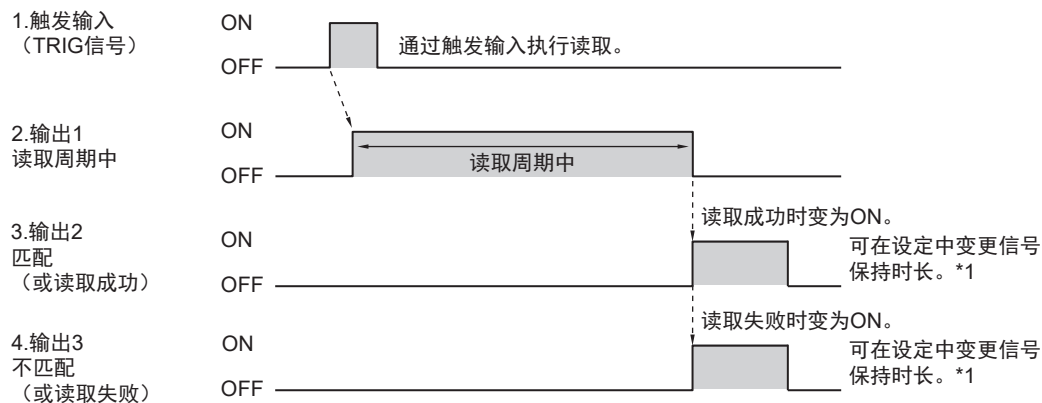 1.触发输入
（TRIG信号）
ON
OFF
通过触发输入执行读取。
2.输出1
读取周期中
ON
OFF
读取周期中
3.输出2
匹配
（或读取成功）
ON
OFF
读取成功时变为ON。
可在设定中变更信号
保持时长。*1
4.输出3
不匹配
（或读取失败）
ON
OFF
读取失败时变为ON。
可在设定中变更信号
保持时长。*1